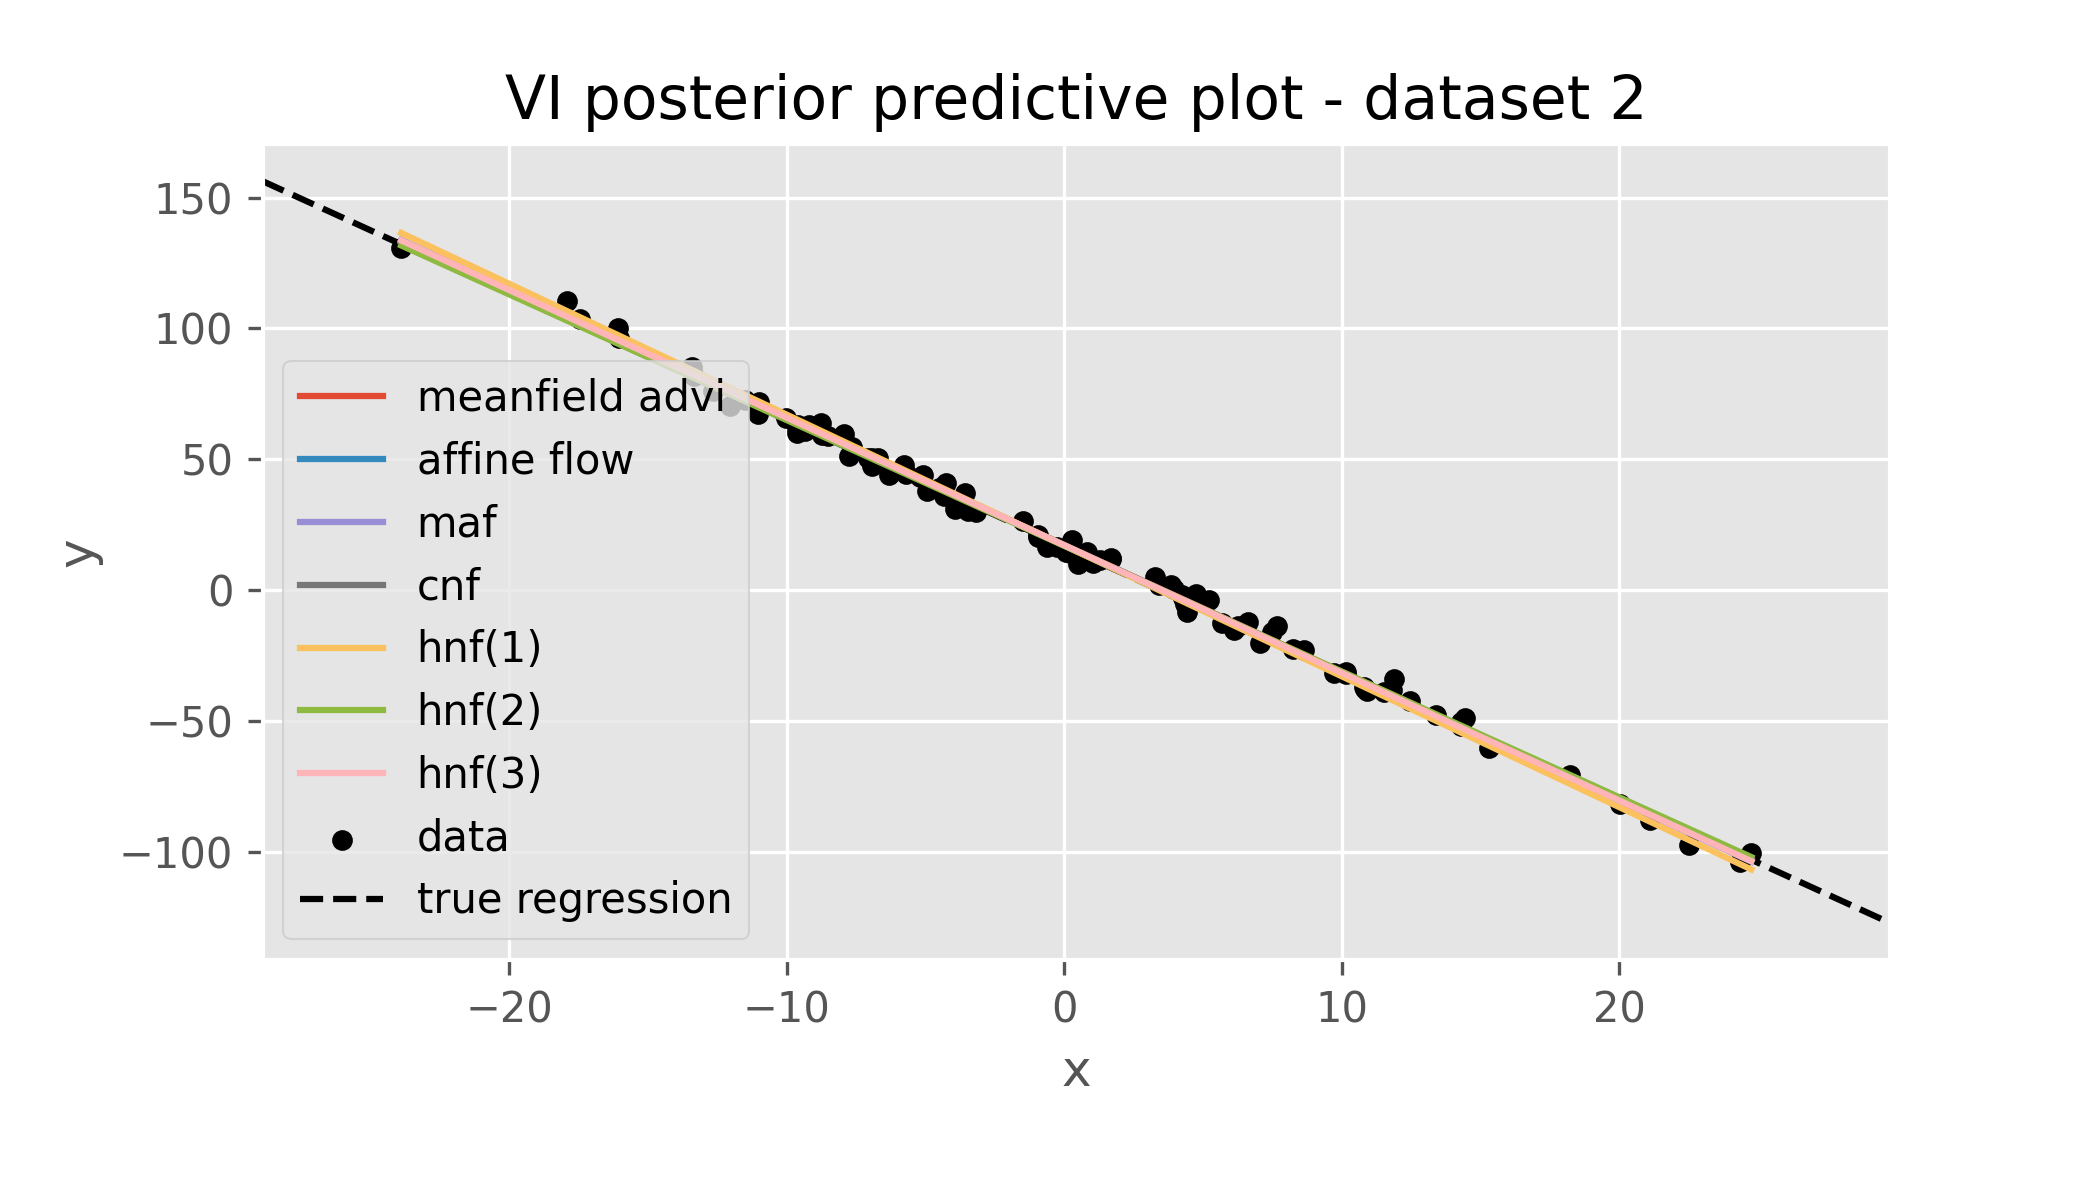 VI posterior predictive plot - dataset 2
150
100
50
0
−50
−100
y
meanfield advi
affine flow
maf
cnf
hnf(1)
hnf(2)
hnf(3)
data
true regression
−20 −10 0 10 20
x